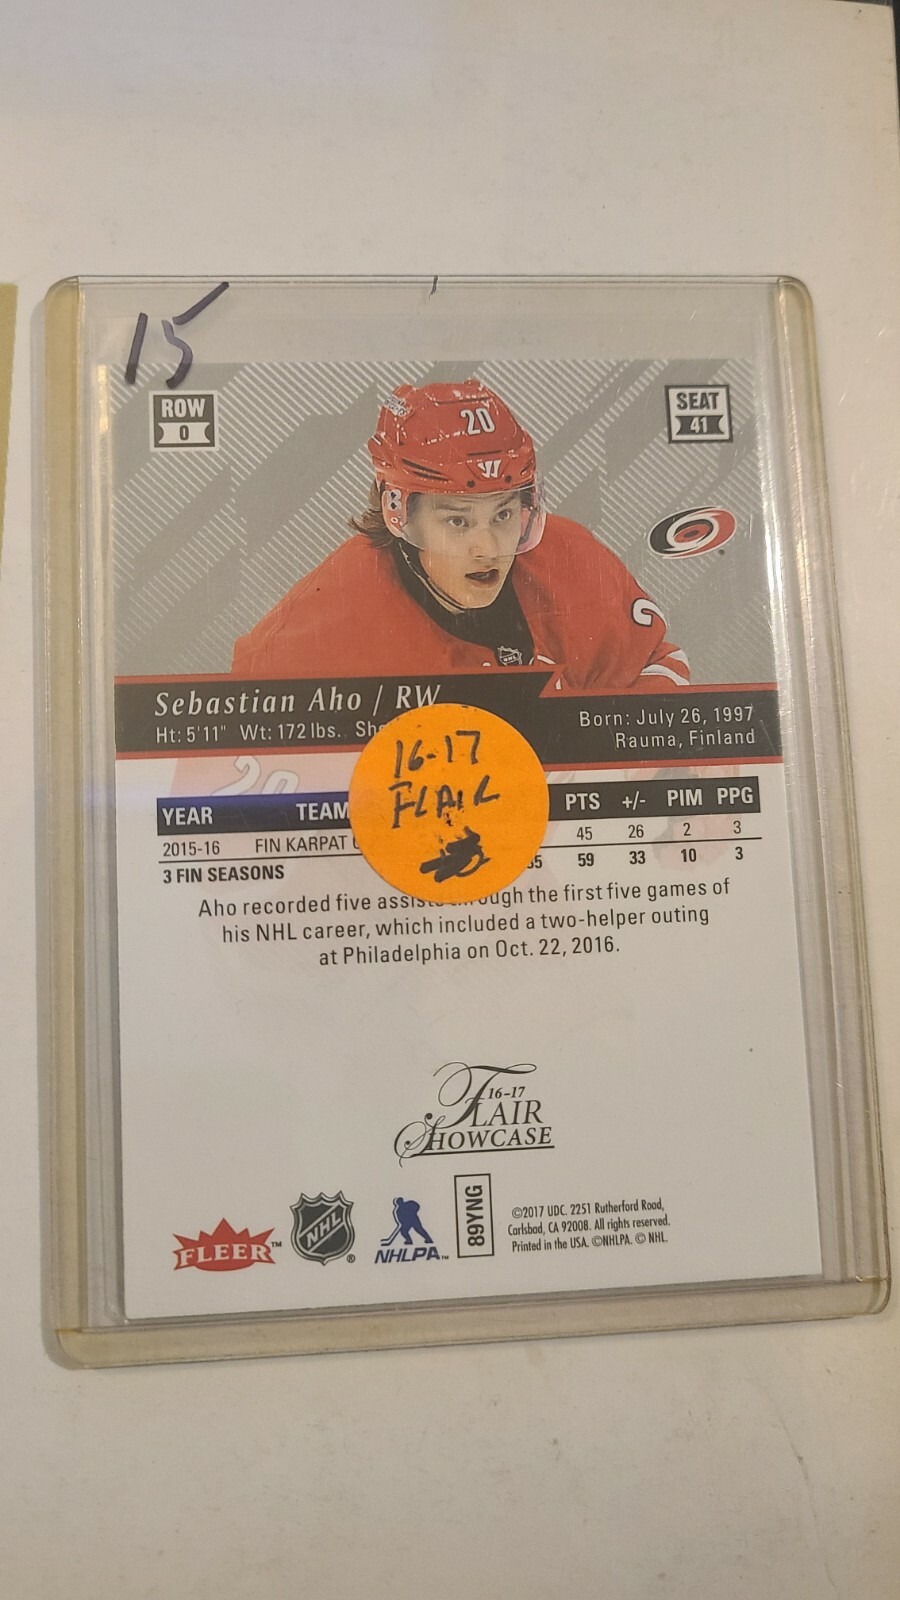 15
ROW
0
SEAT
41
20
2
Sebastian Aho / RW
Ht: 5'11" Wt: 172 lbs.
Born: July 26, 1997
Rauma, Finland
16-17
FLAIR
YEAR TEAM PTS +/- PIM PPG
2015-16 FIN KARPAT 45 26 2 3
3 FIN SEASONS 59 33 10 3
Aho recorded five assists through the first five games of
his NHL career, which included a two-helper outing
at Philadelphia on Oct. 22, 2016.
16-17
FLAIR
SHOWCASE
FLEER™
NHL®
NHLPA™
89YNG
©2017 UDC. 2251 Rutherford Road,
Carlsbad, CA 92008. All rights reserved.
Printed in the USA. ©NHLPA. © NHL.